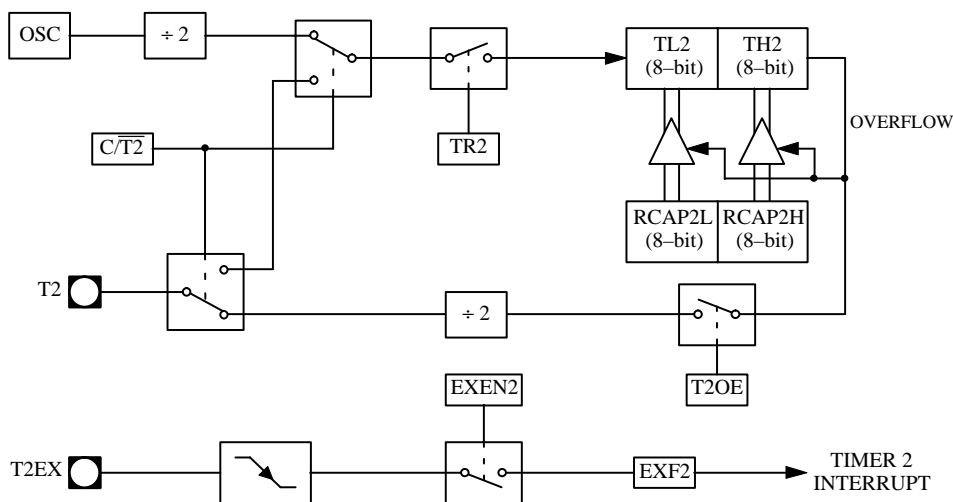 OSC
÷ 2
TL2
(8–bit)
TH2
(8–bit)
OVERFLOW
C/T̅2̅
TR2
RCAP2L
(8–bit)
RCAP2H
(8–bit)
T2
÷ 2
T2OE
EXEN2
T2EX
EXF2
TIMER 2
INTERRUPT